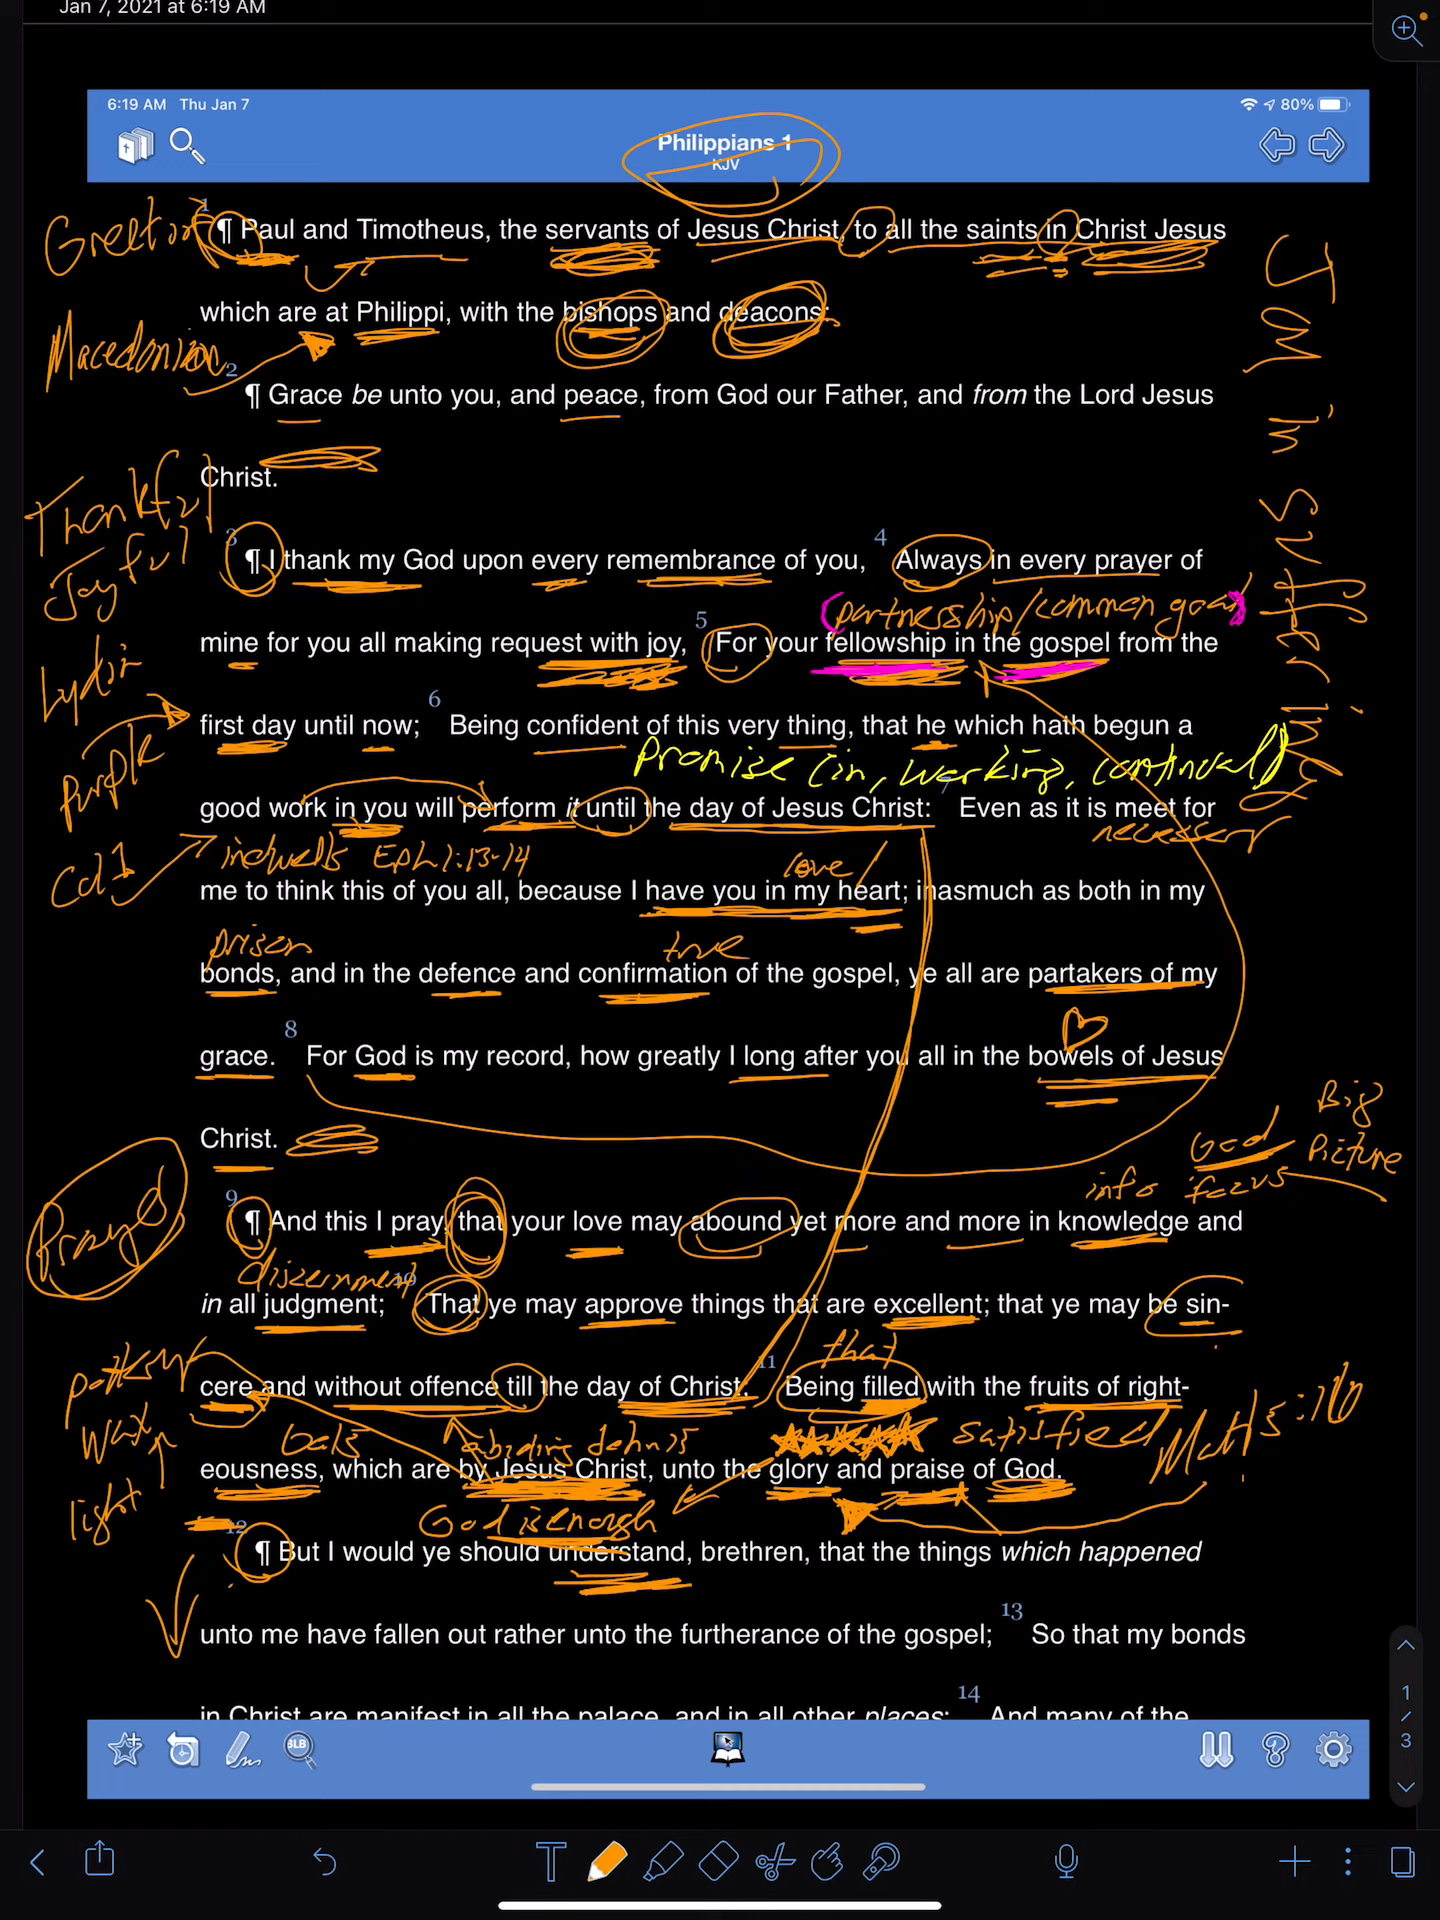 Jan 7, 2021 at 6:19 AM
6:19 AM Thu Jan 7
80%
Philippians 1
KJV
1 ¶ Paul and Timotheus, the servants of Jesus Christ, to all the saints in Christ Jesus
which are at Philippi, with the bishops and deacons:
Macedonian
2 ¶ Grace be unto you, and peace, from God our Father, and from the Lord Jesus
Christ.
Thankful
Joyful
3 ¶ I thank my God upon every remembrance of you, 4 Always in every prayer of
(partnership/common goal)
mine for you all making request with joy, 5 For your fellowship in the gospel from the
Lydia
Purple
first day until now; 6 Being confident of this very thing, that he which hath begun a
Promise (in, working, continual)
good work in you will perform it until the day of Jesus Christ: 7 Even as it is meet for
Col 1
indwells Eph 1:13-14
love
me to think this of you all, because I have you in my heart; inasmuch as both in my
prison
true
bonds, and in the defence and confirmation of the gospel, ye all are partakers of my
grace. 8 For God is my record, how greatly I long after you all in the bowels of Jesus
Christ.
Joy in suffering
Big
Picture
God
info focus
9 ¶ And this I pray, that your love may abound yet more and more in knowledge and
discernment
in all judgment; 10 That ye may approve things that are excellent; that ye may be sin-
that
cere and without offence till the day of Christ; 11 Being filled with the fruits of right-
pottery
wax
light
satisfied
Matt 5:16
eousness, which are by Jesus Christ, unto the glory and praise of God.
God is enough
12 ¶ But I would ye should understand, brethren, that the things which happened
unto me have fallen out rather unto the furtherance of the gospel; 13 So that my bonds
in Christ are manifest in all the palace, and in all other places; 14 And many of the
BLB
1
/
3